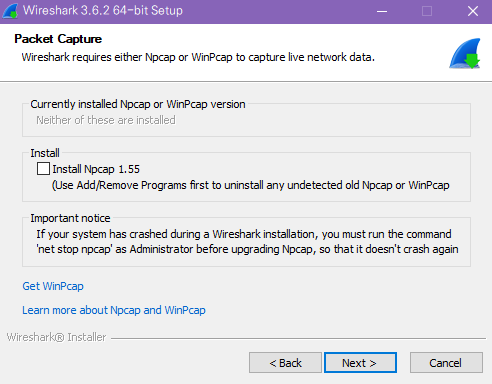 Wireshark 3.6.2 64-bit Setup
Packet Capture
Wireshark requires either Npcap or WinPcap to capture live network data.
Currently installed Npcap or WinPcap version
Neither of these are installed
Install
Install Npcap 1.55
(Use Add/Remove Programs first to uninstall any undetected old Npcap or WinPcap
Important notice
If your system has crashed during a Wireshark installation, you must run the command
'net stop npcap' as Administrator before upgrading Npcap, so that it doesn't crash again
Get WinPcap
Learn more about Npcap and WinPcap
Wireshark® Installer
< Back
Next >
Cancel